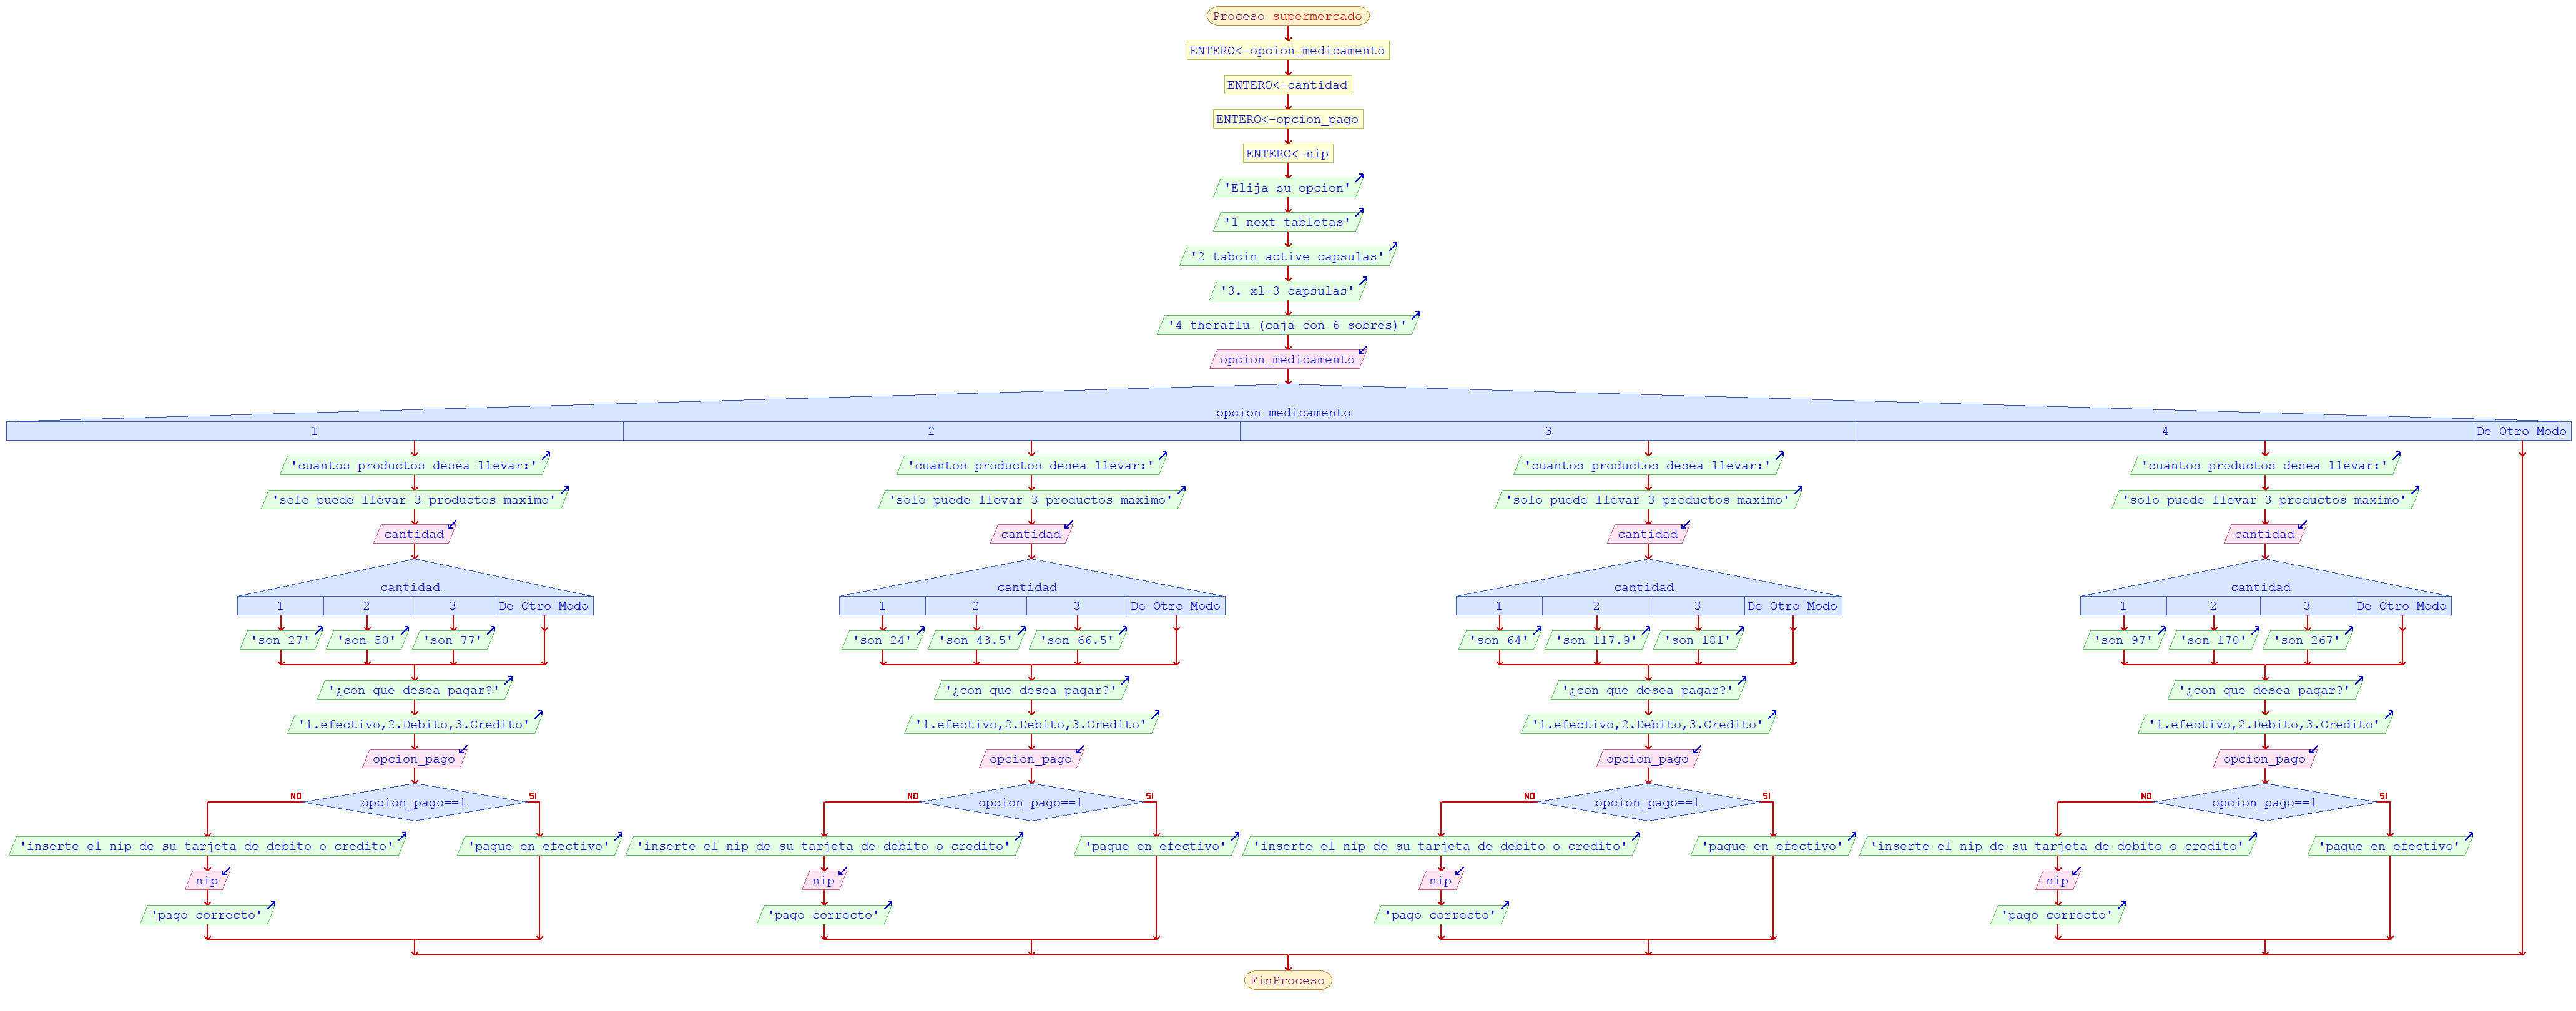 Proceso supermercado
ENTERO<-opcion_medicamento
ENTERO<-cantidad
ENTERO<-opcion_pago
ENTERO<-nip
'Elija su opcion'
'1 next tabletas'
'2 tabcin active capsulas'
'3. xl-3 capsulas'
'4 theraflu (caja con 6 sobres)'
opcion_medicamento
opcion_medicamento
1 2 3 4 De Otro Modo
'cuantos productos desea llevar:' 'cuantos productos desea llevar:' 'cuantos productos desea llevar:' 'cuantos productos desea llevar:'
'solo puede llevar 3 productos maximo' 'solo puede llevar 3 productos maximo' 'solo puede llevar 3 productos maximo' 'solo puede llevar 3 productos maximo'
cantidad cantidad cantidad cantidad
cantidad cantidad cantidad cantidad
1 2 3 De Otro Modo 1 2 3 De Otro Modo 1 2 3 De Otro Modo 1 2 3 De Otro Modo
'son 27' 'son 50' 'son 77' 'son 24' 'son 43.5' 'son 66.5' 'son 64' 'son 117.9' 'son 181' 'son 97' 'son 170' 'son 267'
'¿con que desea pagar?' '¿con que desea pagar?' '¿con que desea pagar?' '¿con que desea pagar?'
'1.efectivo,2.Debito,3.Credito' '1.efectivo,2.Debito,3.Credito' '1.efectivo,2.Debito,3.Credito' '1.efectivo,2.Debito,3.Credito'
opcion_pago opcion_pago opcion_pago opcion_pago
NO SI NO SI NO SI NO SI
opcion_pago==1 opcion_pago==1 opcion_pago==1 opcion_pago==1
'inserte el nip de su tarjeta de debito o credito' 'pague en efectivo' 'inserte el nip de su tarjeta de debito o credito' 'pague en efectivo' 'inserte el nip de su tarjeta de debito o credito' 'pague en efectivo' 'inserte el nip de su tarjeta de debito o credito' 'pague en efectivo'
nip nip nip nip
'pago correcto' 'pago correcto' 'pago correcto' 'pago correcto'
FinProceso